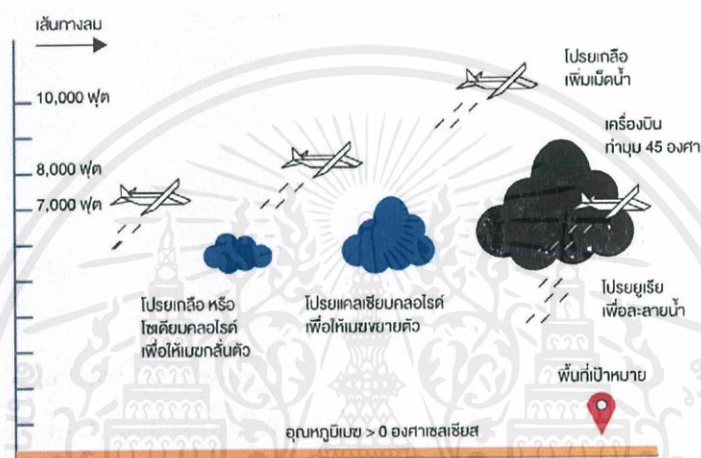 เส้นทางลม
10,000 ฟุต
8,000 ฟุต
7,000 ฟุต
โปรยเกลือ
เพิ่มเม็ดน้ำ
เครื่องบิน
ทำมุม 45 องศา
โปรยเกลือ หรือ
โซเดียมคลอไรด์
เพื่อให้เมฆกลั่นตัว
โปรยแคลเซียมคลอไรด์
เพื่อให้เมฆขยายตัว
โปรยยูเรีย
เพื่อละลายน้ำ
พื้นที่เป้าหมาย
อุณหภูมิเมฆ > 0 องศาเซลเซียส